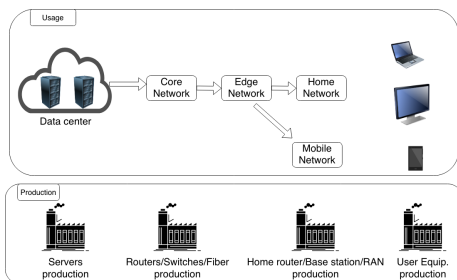 Usage
Data center
Core
Network
Edge
Network
Home
Network
Mobile
Network
Production
Servers
production
Routers/Switches/Fiber
production
Home router/Base station/RAN
production
User Equip.
production